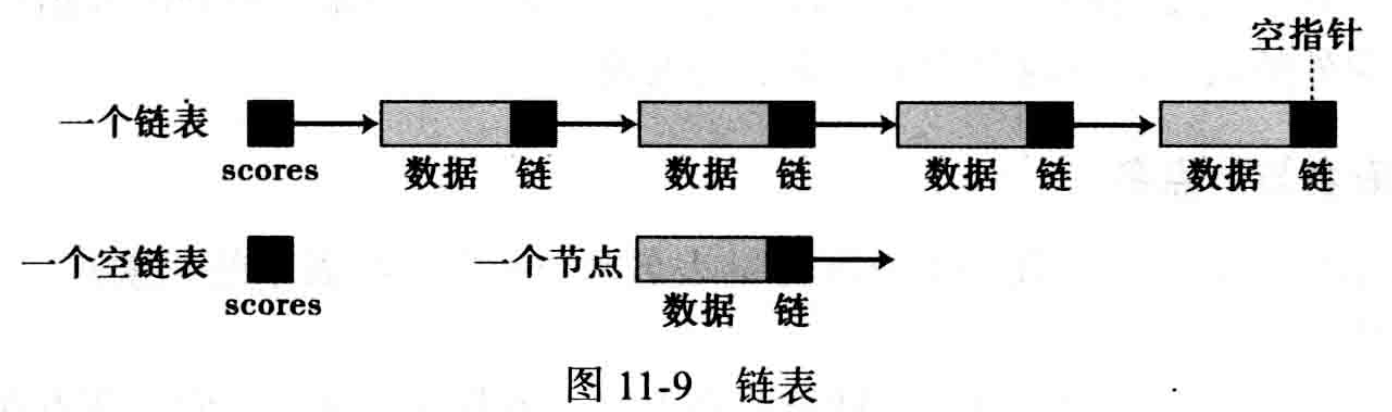 空指针
一个链表
scores 数据 链 数据 链 数据 链 数据 链
一个空链表 一个节点
scores 数据 链
图 11-9 链表